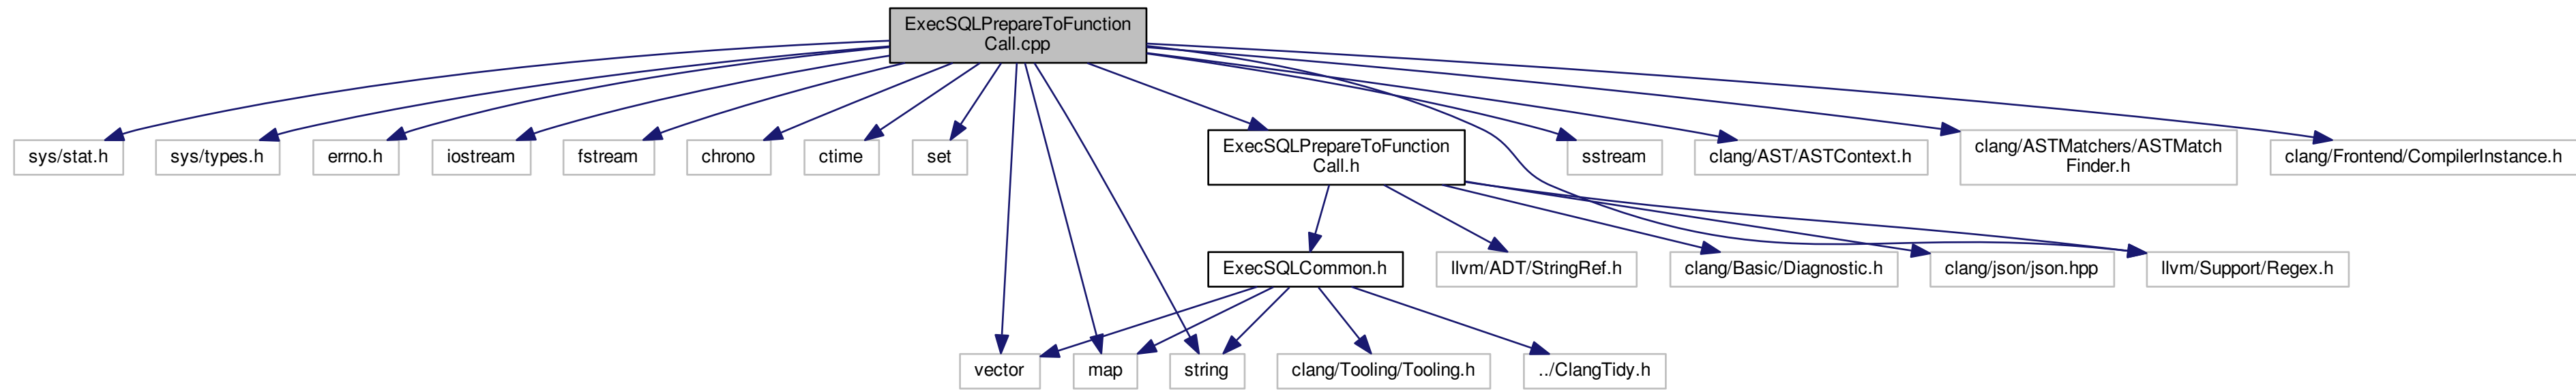 ExecSQLPrepareToFunction
Call.cpp
sys/stat.h
sys/types.h
errno.h
iostream
fstream
chrono
ctime
set
ExecSQLPrepareToFunction
Call.h
sstream
clang/AST/ASTContext.h
clang/ASTMatchers/ASTMatch
Finder.h
clang/Frontend/CompilerInstance.h
ExecSQLCommon.h
llvm/ADT/StringRef.h
clang/Basic/Diagnostic.h
clang/json/json.hpp
llvm/Support/Regex.h
vector
map
string
clang/Tooling/Tooling.h
../ClangTidy.h